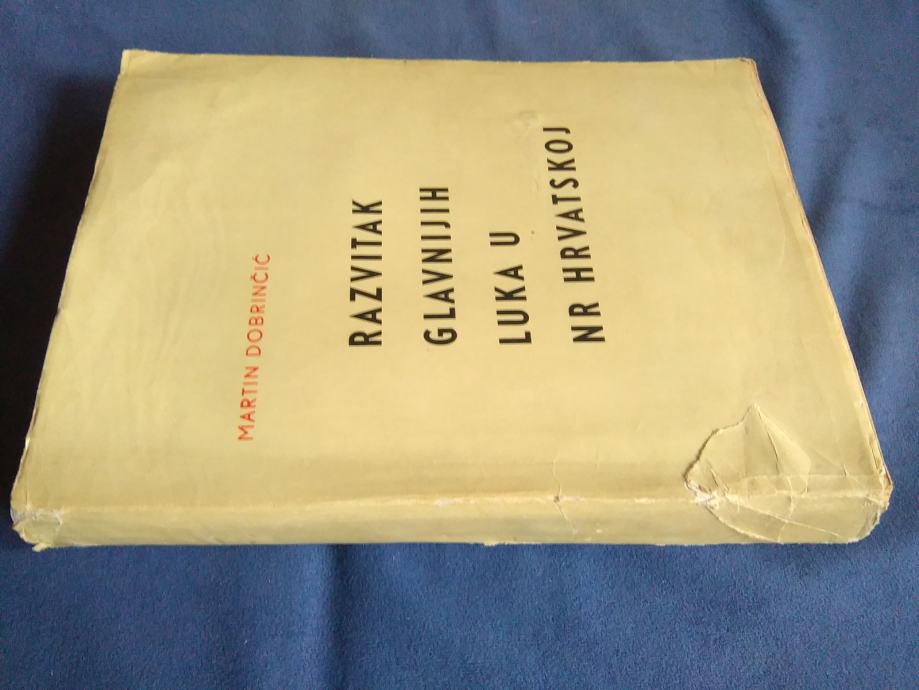 MARTIN DOBRINČIĆ
RAZVITAK
GLAVNIJIH
LUKA U
NR HRVATSKOJ